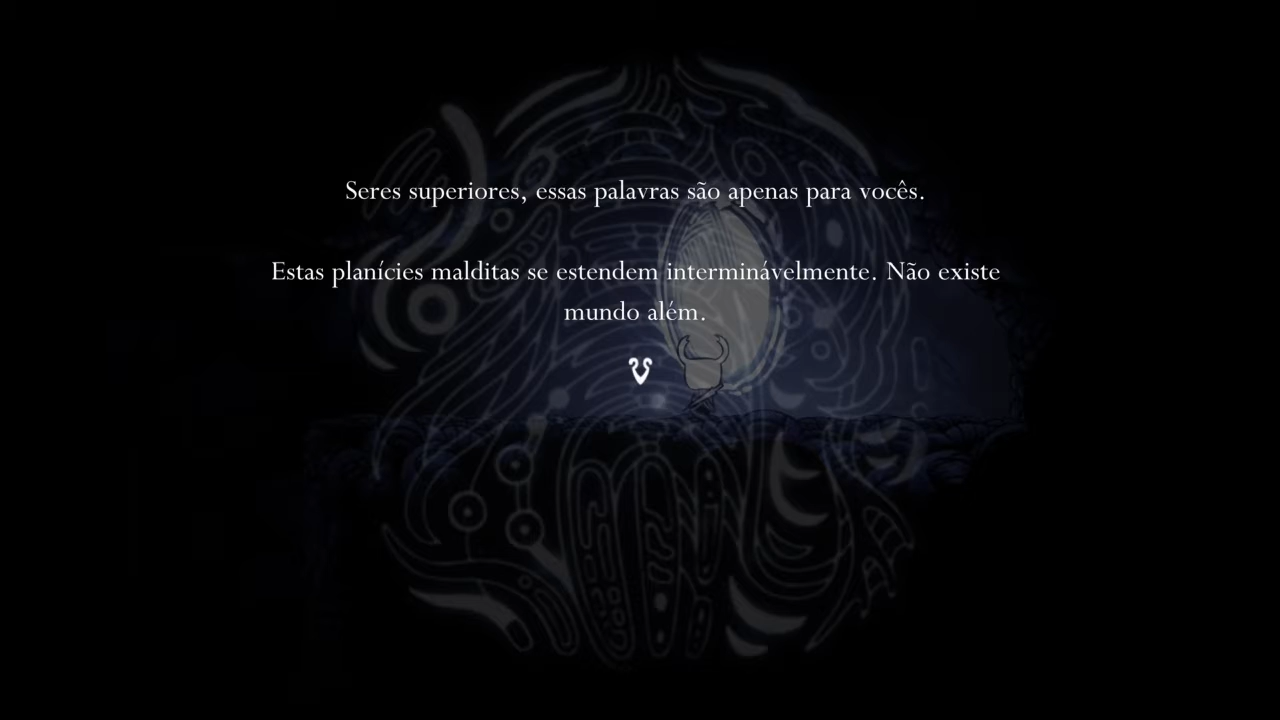 Seres superiores, essas palavras são apenas para vocês.
Estas planícies malditas se estendem interminávelmente. Não existe
mundo além.